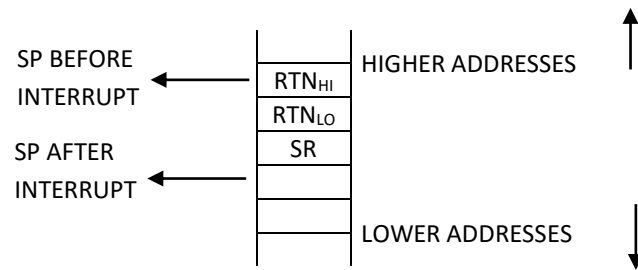 SP BEFORE
INTERRUPT
HIGHER ADDRESSES
RTNHI
RTNLO
SP AFTER
INTERRUPT
SR
LOWER ADDRESSES